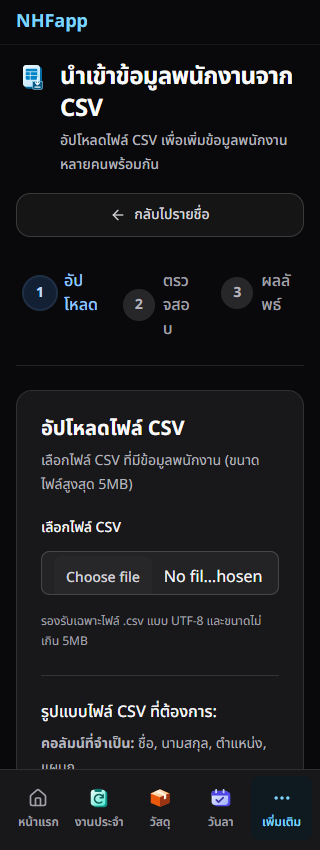 NHFapp
นำเข้าข้อมูลพนักงานจาก
CSV
อัปโหลดไฟล์ CSV เพื่อเพิ่มข้อมูลพนักงาน
หลายคนพร้อมกัน
← กลับไปรายชื่อ
1
อัป
โหลด
2
ตรว
จสอ
บ
3
ผลลั
พธ์
อัปโหลดไฟล์ CSV
เลือกไฟล์ CSV ที่มีข้อมูลพนักงาน (ขนาด
ไฟล์สูงสุด 5MB)
เลือกไฟล์ CSV
Choose file No fil...hosen
รองรับเฉพาะไฟล์ .csv แบบ UTF-8 และขนาดไม่
เกิน 5MB
รูปแบบไฟล์ CSV ที่ต้องการ:
คอลัมน์ที่จำเป็น: ชื่อ, นามสกุล, ตำแหน่ง,
แผนก
หน้าแรก งานประจำ วัสดุ วันลา เพิ่มเติม